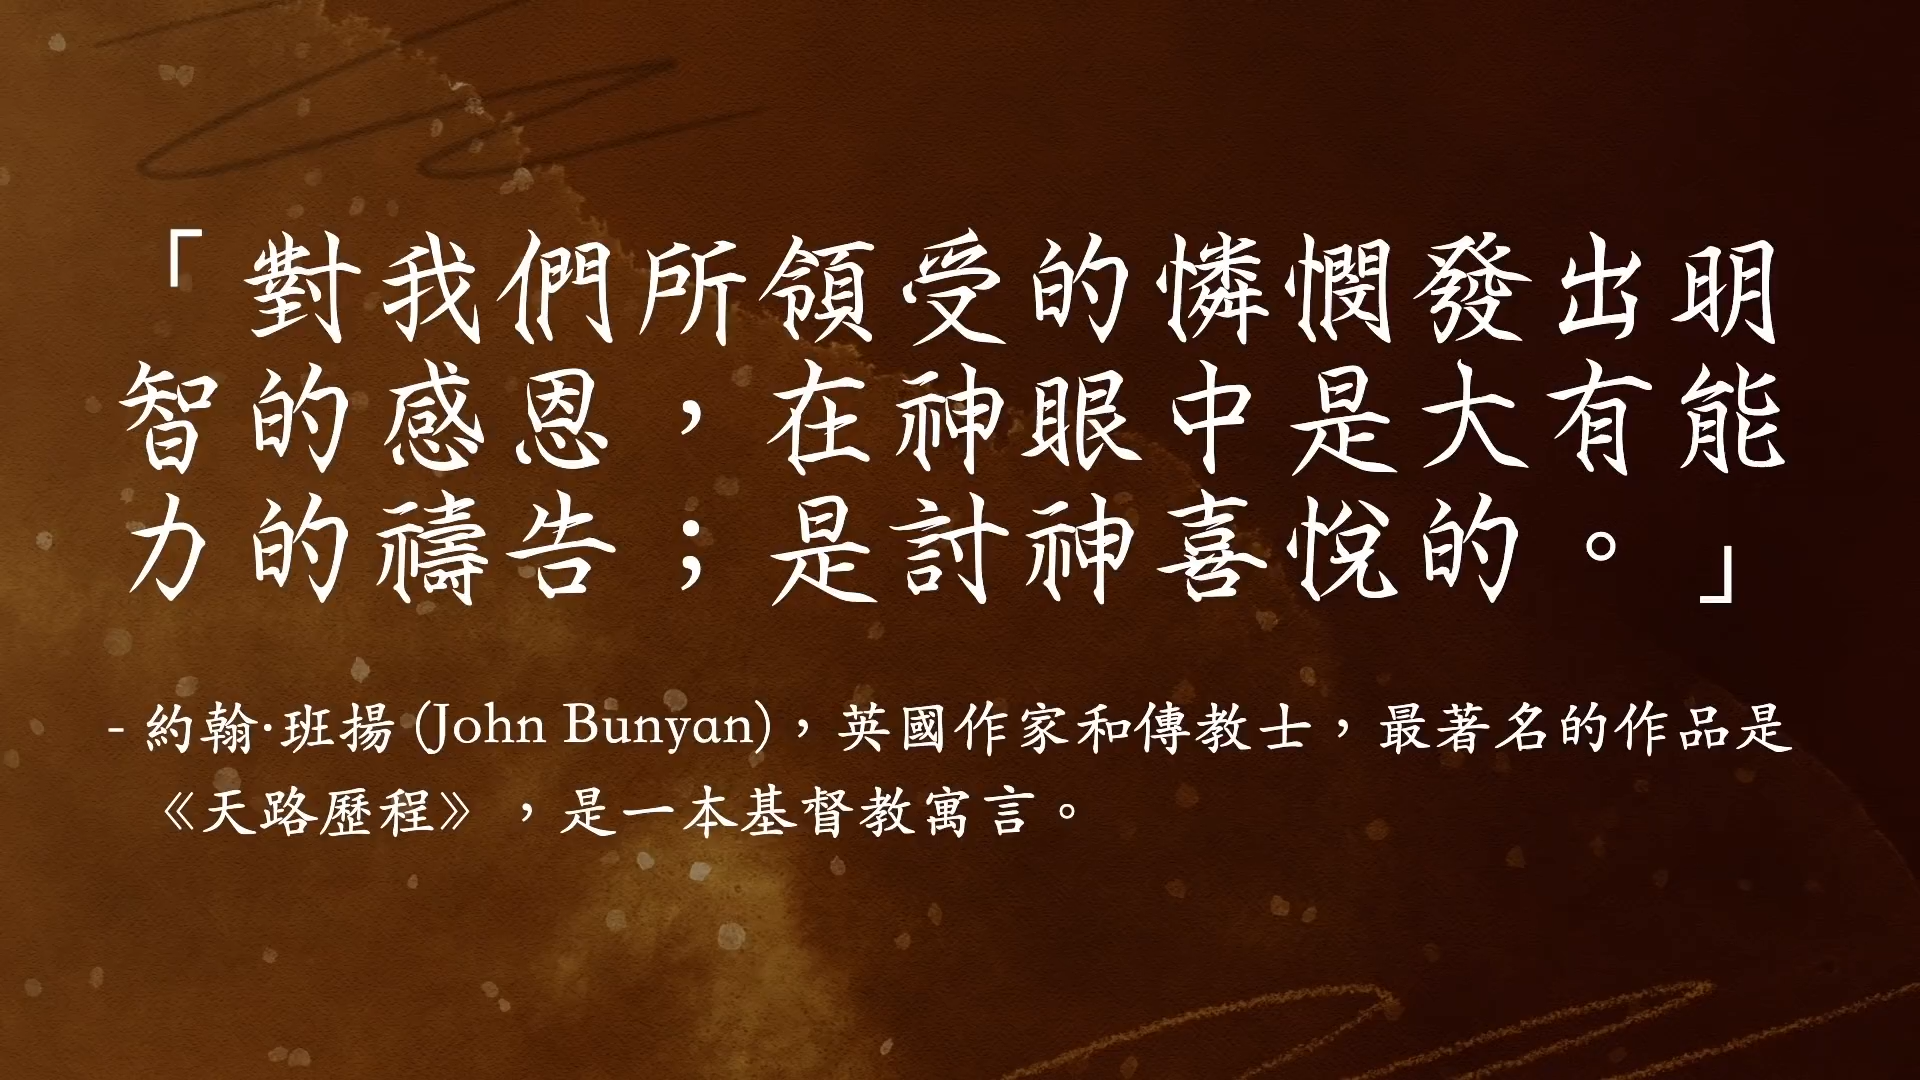 「對我們所領受的憐憫發出明
智的感恩，在神眼中是大有能
力的禱告；是討神喜悅的。」
- 約翰·班揚 (John Bunyan)，英國作家和傳教士，最著名的作品是
《天路歷程》，是一本基督教寓言。